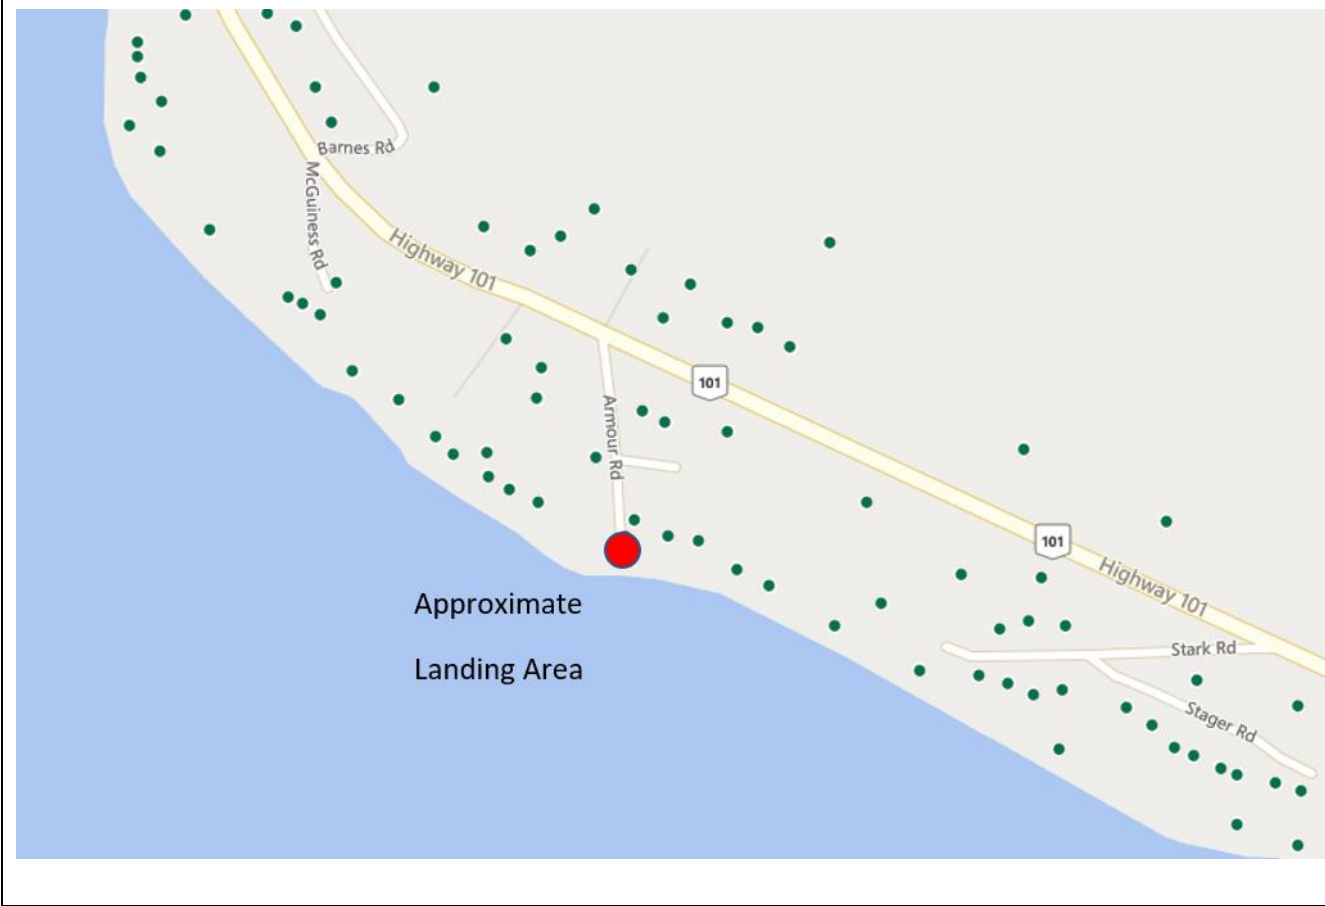 Barnes Rd
McGuiness Rd
Highway 101
101
Armour Rd
101
Highway 101
Approximate
Landing Area
Stark Rd
Stager Rd